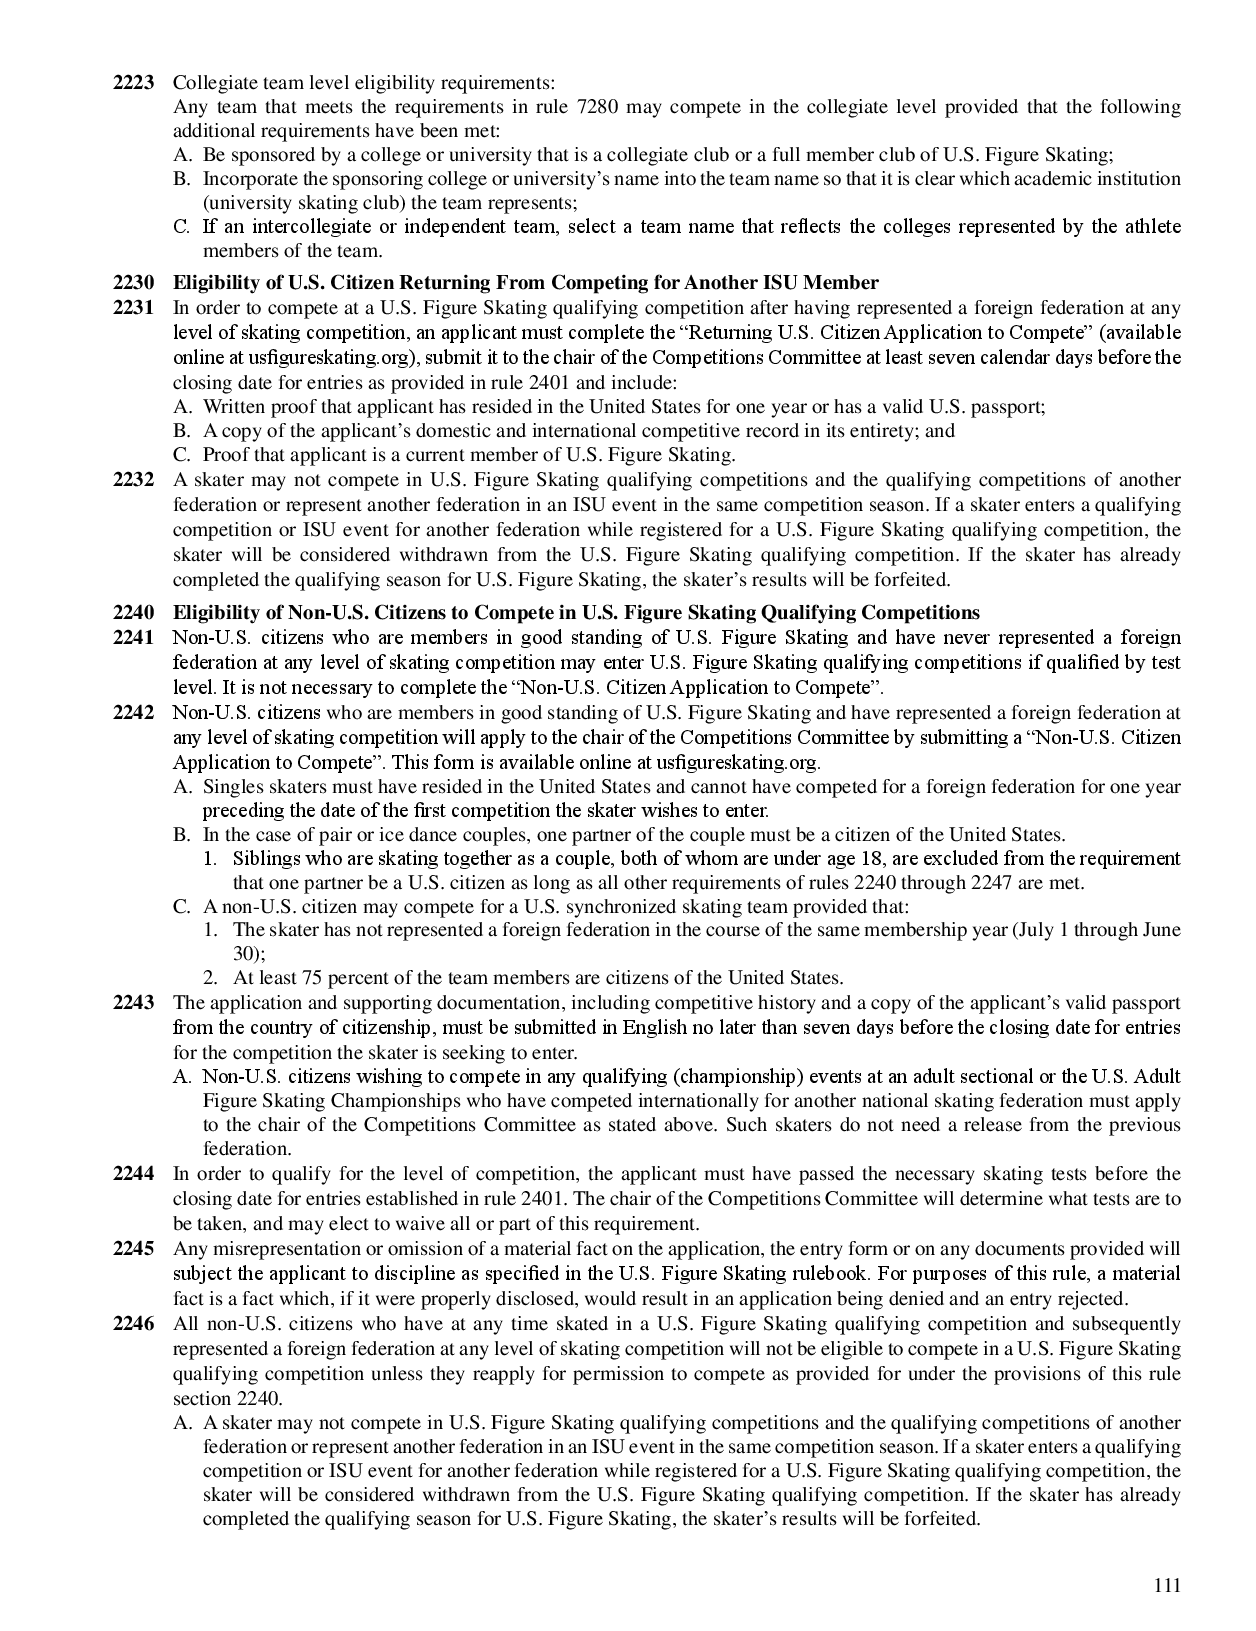 2223 Collegiate team level eligibility requirements:
Any team that meets the requirements in rule 7280 may compete in the collegiate level provided that the following
additional requirements have been met:
A. Be sponsored by a college or university that is a collegiate club or a full member club of U.S. Figure Skating;
B. Incorporate the sponsoring college or university’s name into the team name so that it is clear which academic institution
(university skating club) the team represents;
C. If an intercollegiate or independent team, select a team name that reflects the colleges represented by the athlete
members of the team.
2230 Eligibility of U.S. Citizen Returning From Competing for Another ISU Member
2231 In order to compete at a U.S. Figure Skating qualifying competition after having represented a foreign federation at any
level of skating competition, an applicant must complete the “Returning U.S. Citizen Application to Compete” (available
online at usfigureskating.org), submit it to the chair of the Competitions Committee at least seven calendar days before the
closing date for entries as provided in rule 2401 and include:
A. Written proof that applicant has resided in the United States for one year or has a valid U.S. passport;
B. A copy of the applicant’s domestic and international competitive record in its entirety; and
C. Proof that applicant is a current member of U.S. Figure Skating.
2232 A skater may not compete in U.S. Figure Skating qualifying competitions and the qualifying competitions of another
federation or represent another federation in an ISU event in the same competition season. If a skater enters a qualifying
competition or ISU event for another federation while registered for a U.S. Figure Skating qualifying competition, the
skater will be considered withdrawn from the U.S. Figure Skating qualifying competition. If the skater has already
completed the qualifying season for U.S. Figure Skating, the skater’s results will be forfeited.
2240 Eligibility of Non-U.S. Citizens to Compete in U.S. Figure Skating Qualifying Competitions
2241 Non-U.S. citizens who are members in good standing of U.S. Figure Skating and have never represented a foreign
federation at any level of skating competition may enter U.S. Figure Skating qualifying competitions if qualified by test
level. It is not necessary to complete the “Non-U.S. Citizen Application to Compete”.
2242 Non-U.S. citizens who are members in good standing of U.S. Figure Skating and have represented a foreign federation at
any level of skating competition will apply to the chair of the Competitions Committee by submitting a “Non-U.S. Citizen
Application to Compete”. This form is available online at usfigureskating.org.
A. Singles skaters must have resided in the United States and cannot have competed for a foreign federation for one year
preceding the date of the first competition the skater wishes to enter.
B. In the case of pair or ice dance couples, one partner of the couple must be a citizen of the United States.
1. Siblings who are skating together as a couple, both of whom are under age 18, are excluded from the requirement
that one partner be a U.S. citizen as long as all other requirements of rules 2240 through 2247 are met.
C. A non-U.S. citizen may compete for a U.S. synchronized skating team provided that:
1. The skater has not represented a foreign federation in the course of the same membership year (July 1 through June
30);
2. At least 75 percent of the team members are citizens of the United States.
2243 The application and supporting documentation, including competitive history and a copy of the applicant’s valid passport
from the country of citizenship, must be submitted in English no later than seven days before the closing date for entries
for the competition the skater is seeking to enter.
A. Non-U.S. citizens wishing to compete in any qualifying (championship) events at an adult sectional or the U.S. Adult
Figure Skating Championships who have competed internationally for another national skating federation must apply
to the chair of the Competitions Committee as stated above. Such skaters do not need a release from the previous
federation.
2244 In order to qualify for the level of competition, the applicant must have passed the necessary skating tests before the
closing date for entries established in rule 2401. The chair of the Competitions Committee will determine what tests are to
be taken, and may elect to waive all or part of this requirement.
2245 Any misrepresentation or omission of a material fact on the application, the entry form or on any documents provided will
subject the applicant to discipline as specified in the U.S. Figure Skating rulebook. For purposes of this rule, a material
fact is a fact which, if it were properly disclosed, would result in an application being denied and an entry rejected.
2246 All non-U.S. citizens who have at any time skated in a U.S. Figure Skating qualifying competition and subsequently
represented a foreign federation at any level of skating competition will not be eligible to compete in a U.S. Figure Skating
qualifying competition unless they reapply for permission to compete as provided for under the provisions of this rule
section 2240.
A. A skater may not compete in U.S. Figure Skating qualifying competitions and the qualifying competitions of another
federation or represent another federation in an ISU event in the same competition season. If a skater enters a qualifying
competition or ISU event for another federation while registered for a U.S. Figure Skating qualifying competition, the
skater will be considered withdrawn from the U.S. Figure Skating qualifying competition. If the skater has already
completed the qualifying season for U.S. Figure Skating, the skater’s results will be forfeited.
111